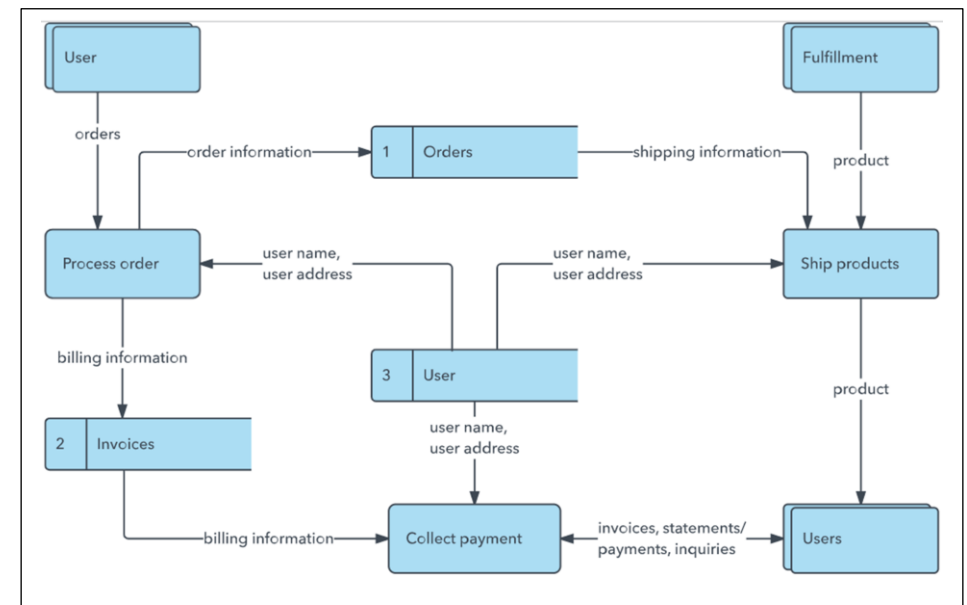 User
Fulfillment
orders
order information
1
Orders
shipping information
product
Process order
user name,
user address
user name,
user address
Ship products
billing information
3
User
product
2
Invoices
user name,
user address
billing information
Collect payment
invoices, statements/
payments, inquiries
Users